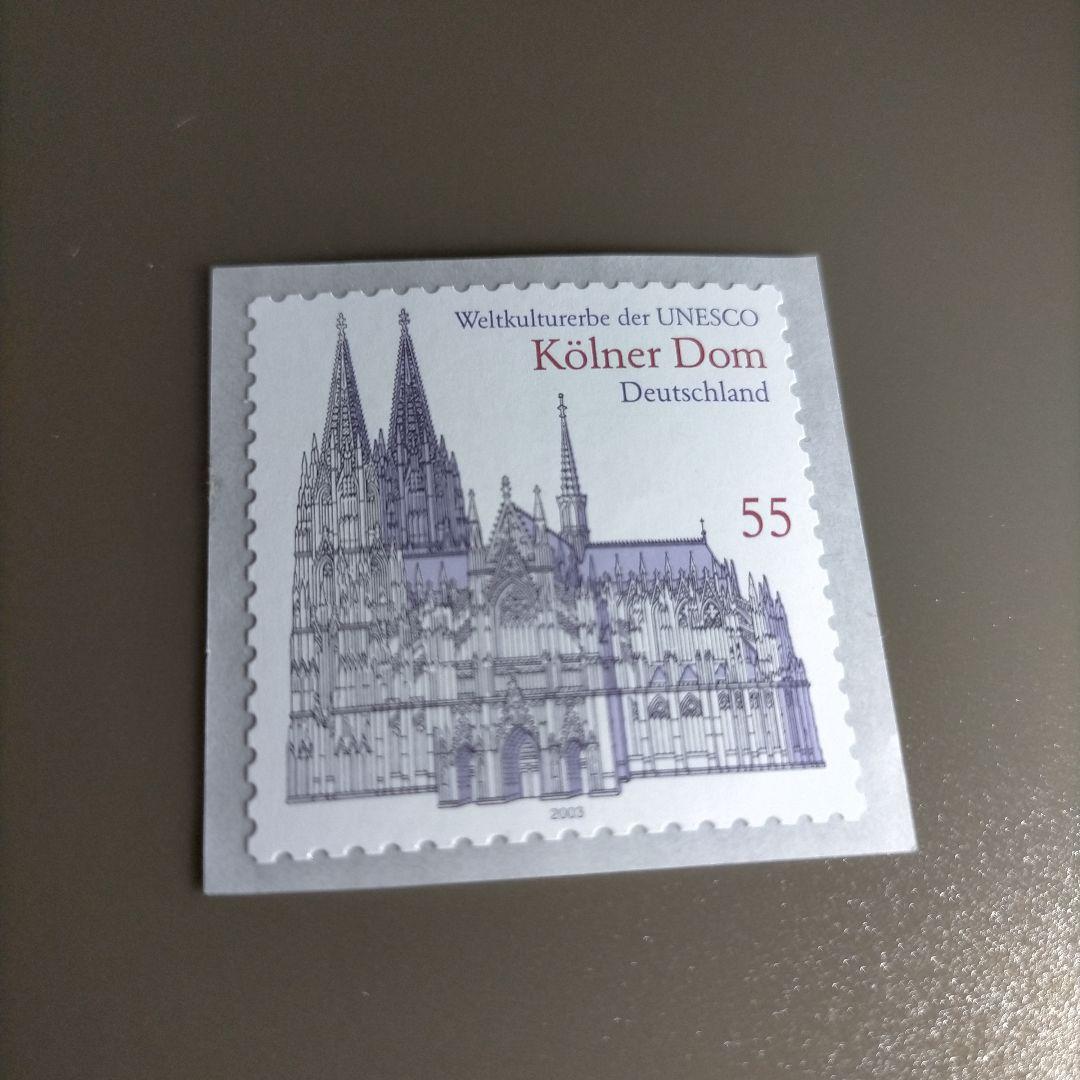 Weltkulturerbe der UNESCO
Kölner Dom
Deutschland
55
2003